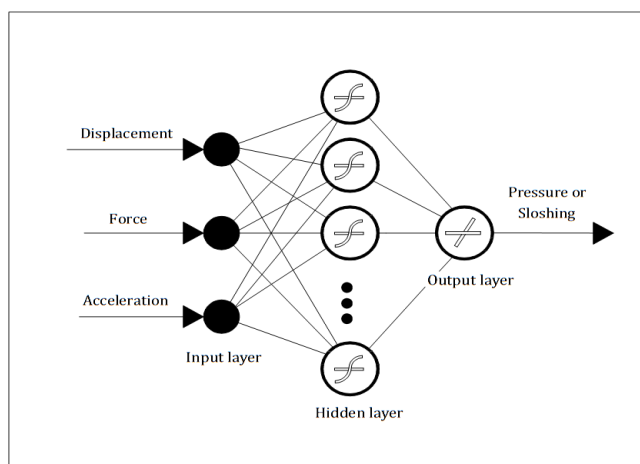 Displacement
Force
Acceleration
Input layer
Hidden layer
Output layer
Pressure or
Sloshing